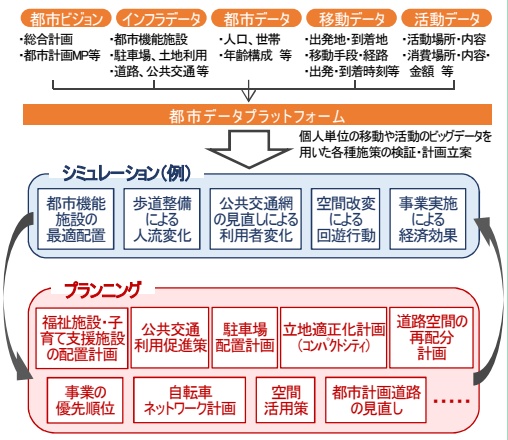 都市ビジョン
インフラデータ
都市データ
移動データ
活動データ
・総合計画
・都市計画MP等
・都市機能施設
・駐車場、土地利用
・道路、公共交通等
・人口、世帯
・年齢構成 等
・出発地・到着地
・移動手段・経路
・出発・到着時刻等
・活動場所・内容
・消費場所・内容・
金額 等
都市データプラットフォーム
個人単位の移動や活動のビッグデータを
用いた各種施策の検証・計画立案
シミュレーション(例)
都市機能
施設の
最適配置
歩道整備
による
人流変化
公共交通網
の見直しによる
利用者変化
空間改変
による
回遊行動
事業実施
による
経済効果
プランニング
福祉施設・子
育て支援施設
の配置計画
公共交通
利用促進策
駐車場
配置計画
立地適正化計画
(コンパクトシティ)
道路空間の
再配分
計画
事業の
優先順位
自転車
ネットワーク計画
空間
活用策
都市計画道路
の見直し
・・・・・